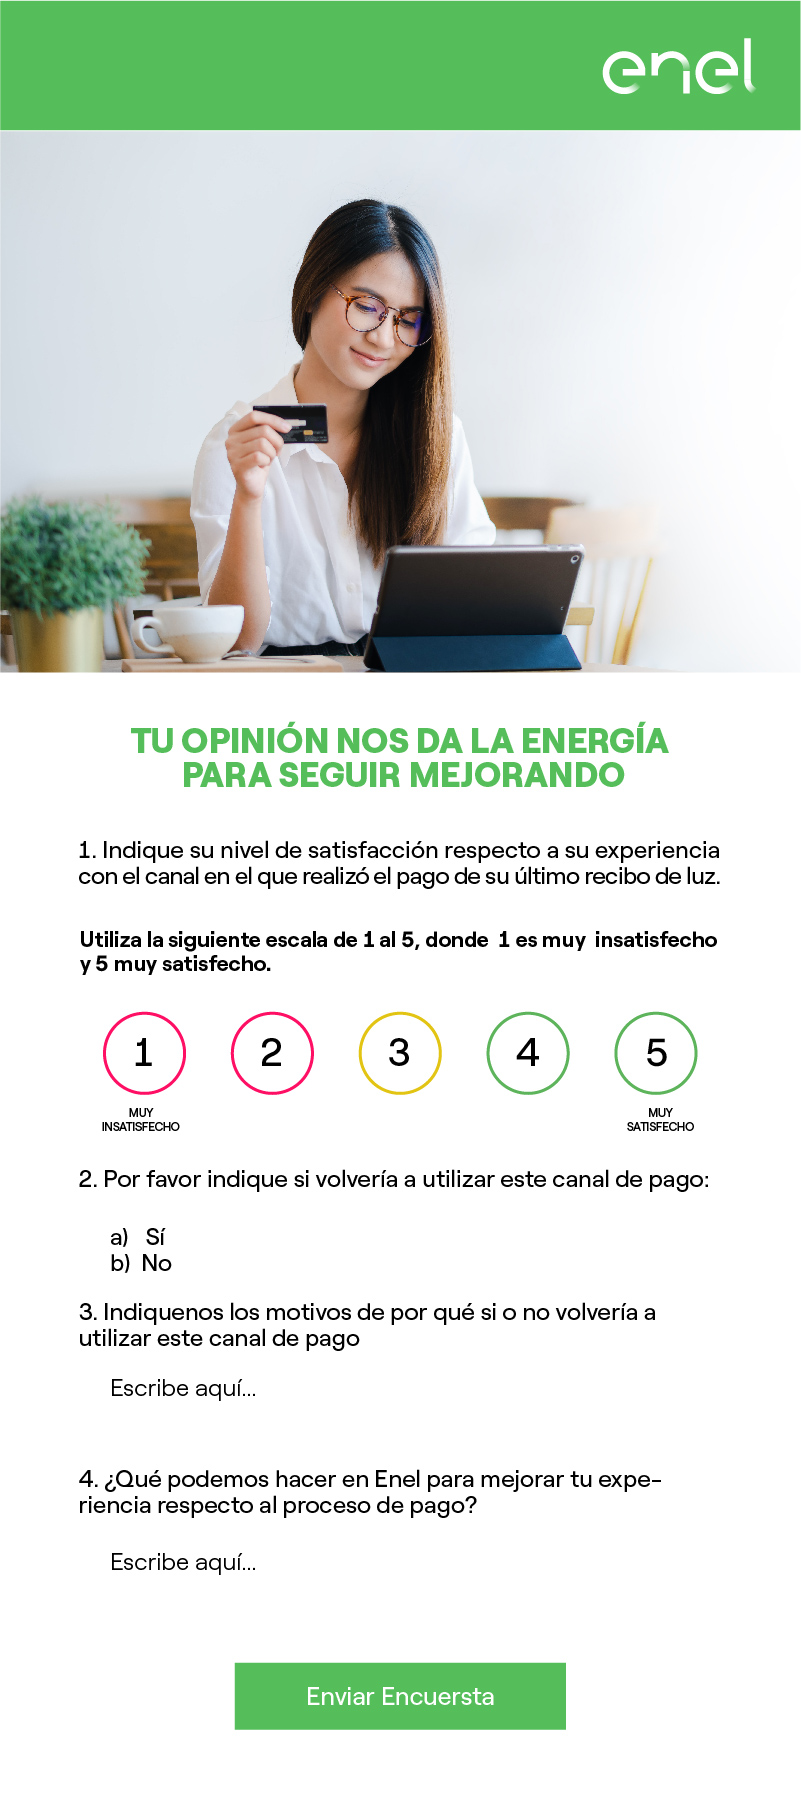 enel
TU OPINIÓN NOS DA LA ENERGÍA
PARA SEGUIR MEJORANDO
1. Indique su nivel de satisfacción respecto a su experiencia
con el canal en el que realizó el pago de su último recibo de luz.
Utiliza la siguiente escala de 1 al 5, donde 1 es muy insatisfecho
y 5 muy satisfecho.
1 2 3 4 5
MUY
INSATISFECHO
MUY
SATISFECHO
2. Por favor indique si volvería a utilizar este canal de pago:
a) Sí
b) No
3. Indiquenos los motivos de por qué si o no volvería a
utilizar este canal de pago
Escribe aquí...
4. ¿Qué podemos hacer en Enel para mejorar tu expe-
riencia respecto al proceso de pago?
Escribe aquí...
Enviar Encuersta